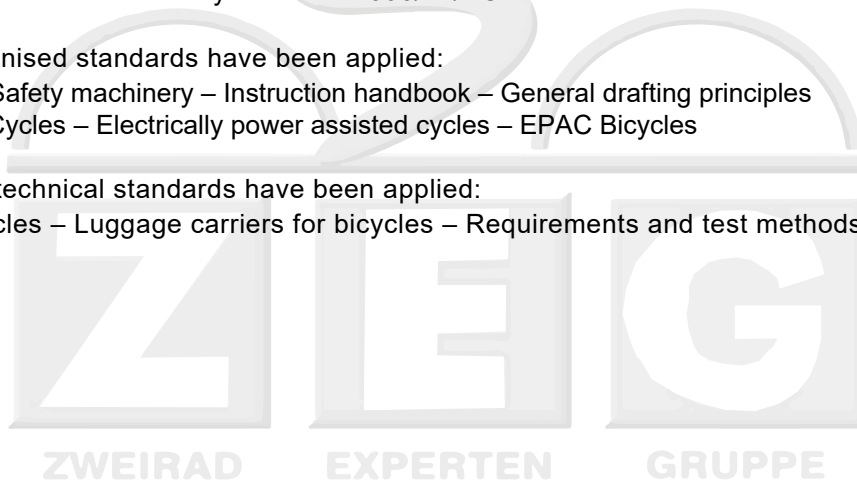 nised standards have been applied:
Safety machinery – Instruction handbook – General drafting principles
Cycles – Electrically power assisted cycles – EPAC Bicycles
technical standards have been applied:
cles – Luggage carriers for bicycles – Requirements and test methods
Z E G
ZWEIRAD EXPERTEN GRUPPE